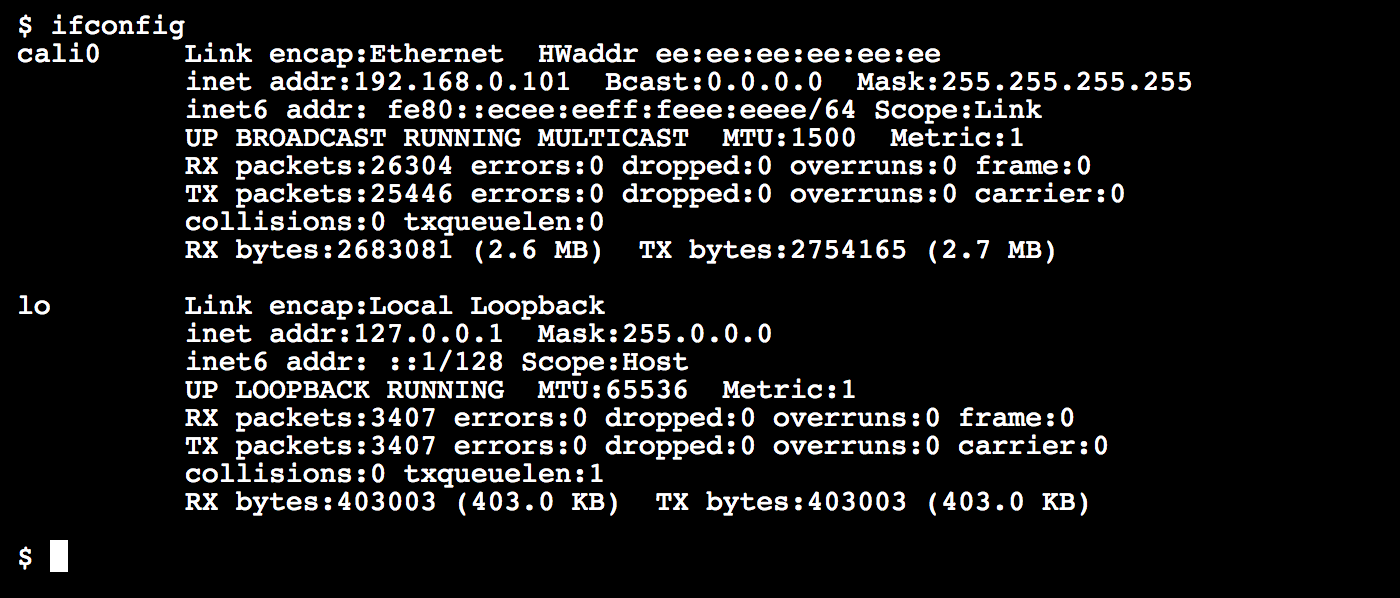 $ ifconfig
cali0     Link encap:Ethernet  HWaddr ee:ee:ee:ee:ee:ee
          inet addr:192.168.0.101  Bcast:0.0.0.0  Mask:255.255.255.255
          inet6 addr: fe80::ecee:eeff:feee:eeee/64 Scope:Link
          UP BROADCAST RUNNING MULTICAST  MTU:1500  Metric:1
          RX packets:26304 errors:0 dropped:0 overruns:0 frame:0
          TX packets:25446 errors:0 dropped:0 overruns:0 carrier:0
          collisions:0 txqueuelen:0
          RX bytes:2683081 (2.6 MB)  TX bytes:2754165 (2.7 MB)

lo        Link encap:Local Loopback
          inet addr:127.0.0.1  Mask:255.0.0.0
          inet6 addr: ::1/128 Scope:Host
          UP LOOPBACK RUNNING  MTU:65536  Metric:1
          RX packets:3407 errors:0 dropped:0 overruns:0 frame:0
          TX packets:3407 errors:0 dropped:0 overruns:0 carrier:0
          collisions:0 txqueuelen:1
          RX bytes:403003 (403.0 KB)  TX bytes:403003 (403.0 KB)

$